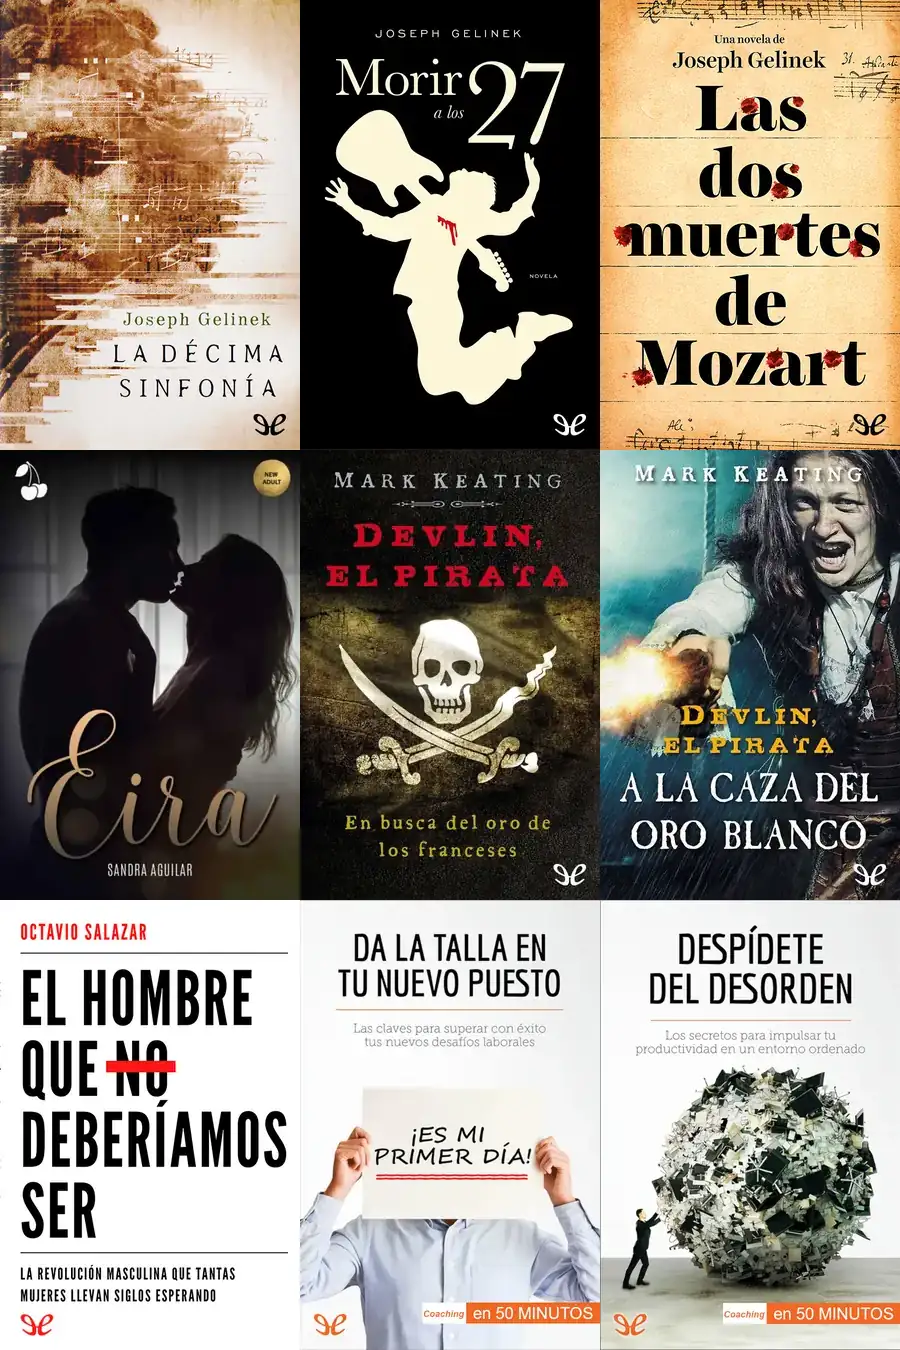 Joseph Gelinek
LA DÉCIMA
SINFONÍA
JOSEPH GELINEK
Morir
a los
27
NOVELA
Una novela de
Joseph Gelinek
Las
dos
muertes
de
Mozart
NEW
ADULT
Eira
SANDRA AGUILAR
MARK KEATING
DEVLIN,
EL PIRATA
En busca del oro de
los franceses
MARK KEATING
DEVLIN,
EL PIRATA
A LA CAZA DEL
ORO BLANCO
OCTAVIO SALAZAR
EL HOMBRE
QUE NO
DEBERÍAMOS
SER
LA REVOLUCIÓN MASCULINA QUE TANTAS
MUJERES LLEVAN SIGLOS ESPERANDO
DA LA TALLA EN
TU NUEVO PUESTO
Las claves para superar con éxito
tus nuevos desafíos laborales
¡ES MI
PRIMER DÍA!
Coaching en 50 MINUTOS
DESPÍDETE
DEL DESORDEN
Los secretos para impulsar tu
productividad en un entorno ordenado
Coaching en 50 MINUTOS